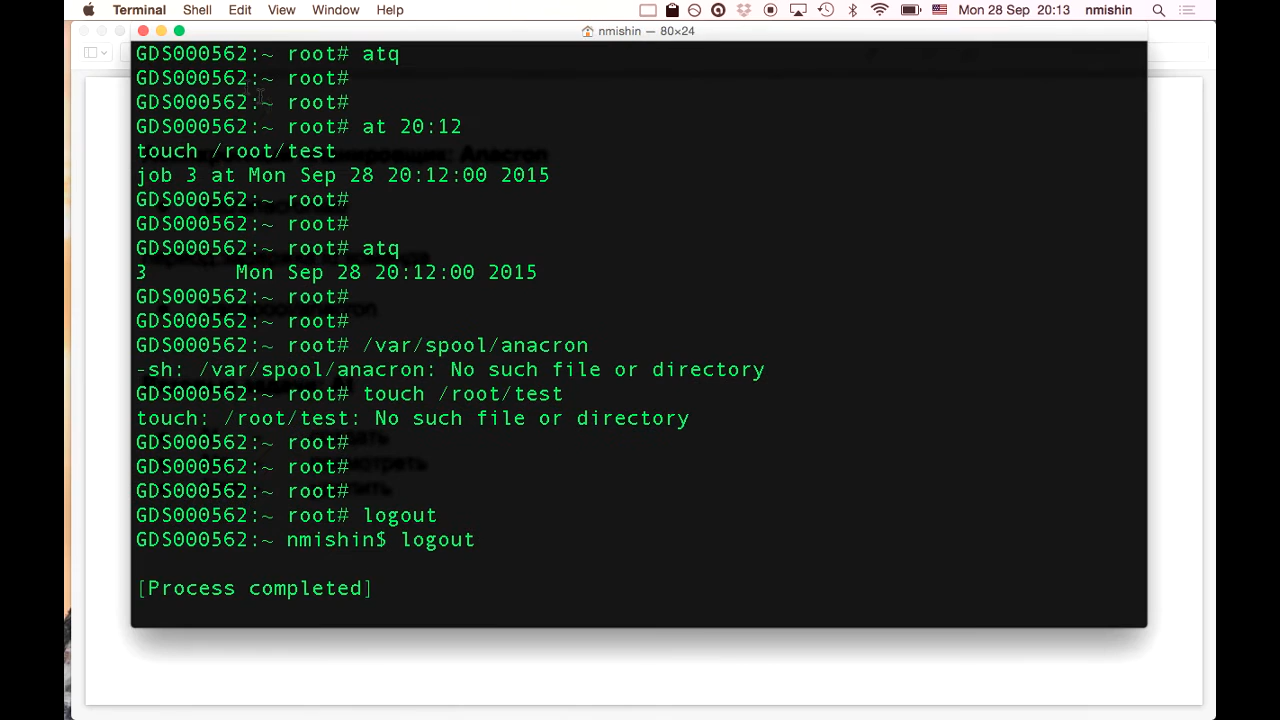 Terminal Shell Edit View Window Help Mon 28 Sep 20:13 nmishin
nmishin — 80×24
GDS000562:~ root# atq
GDS000562:~ root#
GDS000562:~ root#
GDS000562:~ root# at 20:12
touch /root/test
job 3 at Mon Sep 28 20:12:00 2015
GDS000562:~ root#
GDS000562:~ root#
GDS000562:~ root# atq
3 Mon Sep 28 20:12:00 2015
GDS000562:~ root#
GDS000562:~ root#
GDS000562:~ root# /var/spool/anacron
-sh: /var/spool/anacron: No such file or directory
GDS000562:~ root# touch /root/test
touch: /root/test: No such file or directory
GDS000562:~ root#
GDS000562:~ root#
GDS000562:~ root#
GDS000562:~ root# logout
GDS000562:~ nmishin$ logout
[Process completed]